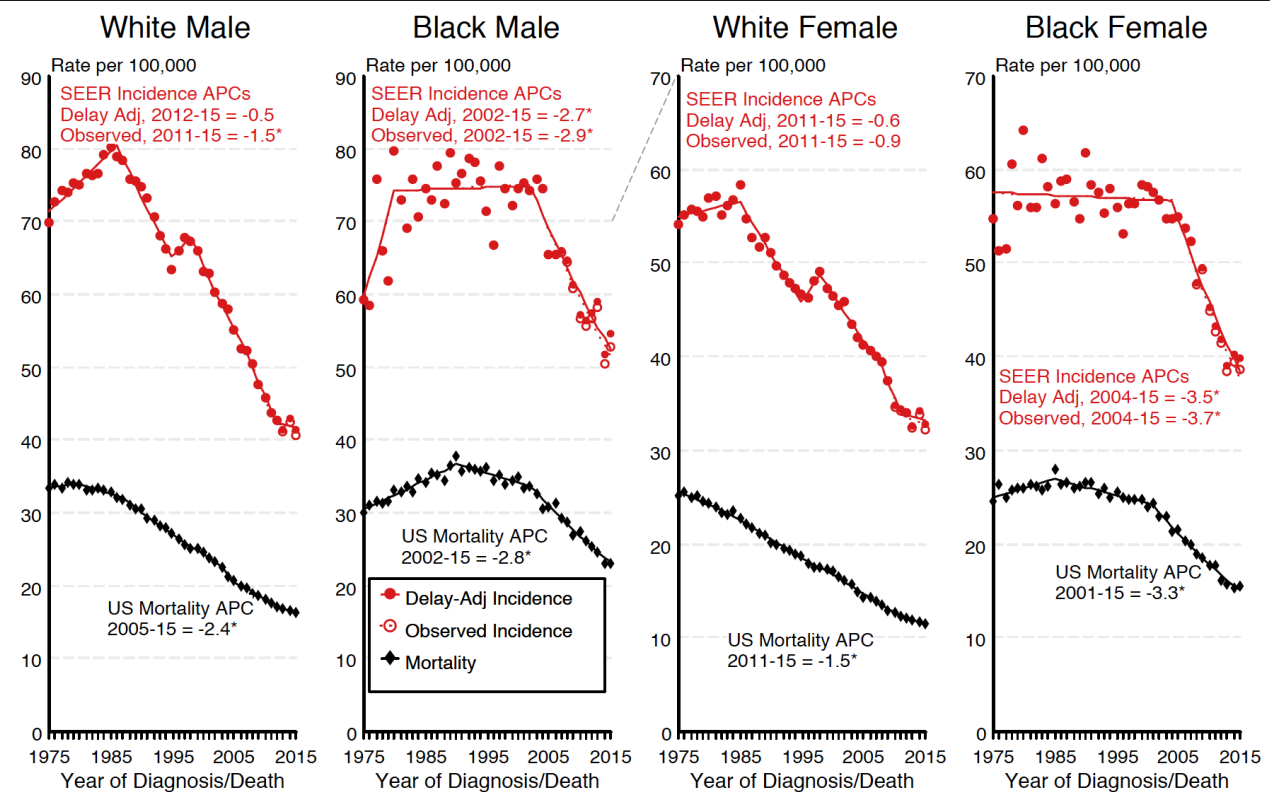 White Male
Rate per 100,000
SEER Incidence APCs
Delay Adj, 2012-15 = -0.5
Observed, 2011-15 = -1.5*
90
80
70
60
50
40
30
20
10
0
US Mortality APC
2005-15 = -2.4*
1975 1985 1995 2005 2015
Year of Diagnosis/Death
Black Male
Rate per 100,000
SEER Incidence APCs
Delay Adj, 2002-15 = -2.7*
Observed, 2002-15 = -2.9*
90
80
70
60
50
40
30
20
10
0
US Mortality APC
2002-15 = -2.8*
Delay-Adj Incidence
Observed Incidence
Mortality
1975 1985 1995 2005 2015
Year of Diagnosis/Death
White Female
Rate per 100,000
SEER Incidence APCs
Delay Adj, 2011-15 = -0.6
Observed, 2011-15 = -0.9
70
60
50
40
30
20
10
0
US Mortality APC
2011-15 = -1.5*
1975 1985 1995 2005 2015
Year of Diagnosis/Death
Black Female
Rate per 100,000
70
60
50
40
30
20
10
0
SEER Incidence APCs
Delay Adj, 2004-15 = -3.5*
Observed, 2004-15 = -3.7*
US Mortality APC
2001-15 = -3.3*
1975 1985 1995 2005 2015
Year of Diagnosis/Death